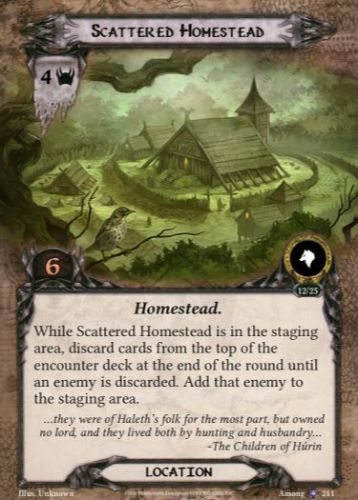 SCATTERED HOMESTEAD
4
6
12/25
Homestead.
While Scattered Homestead is in the staging
area, discard cards from the top of the
encounter deck at the end of the round until
an enemy is discarded. Add that enemy to
the staging area.
...they were of Haleth's folk for the most part, but owned
no lord, and they lived both by hunting and husbandry...
-The Children of Húrin
LOCATION
Illus. Unknown
Among
211